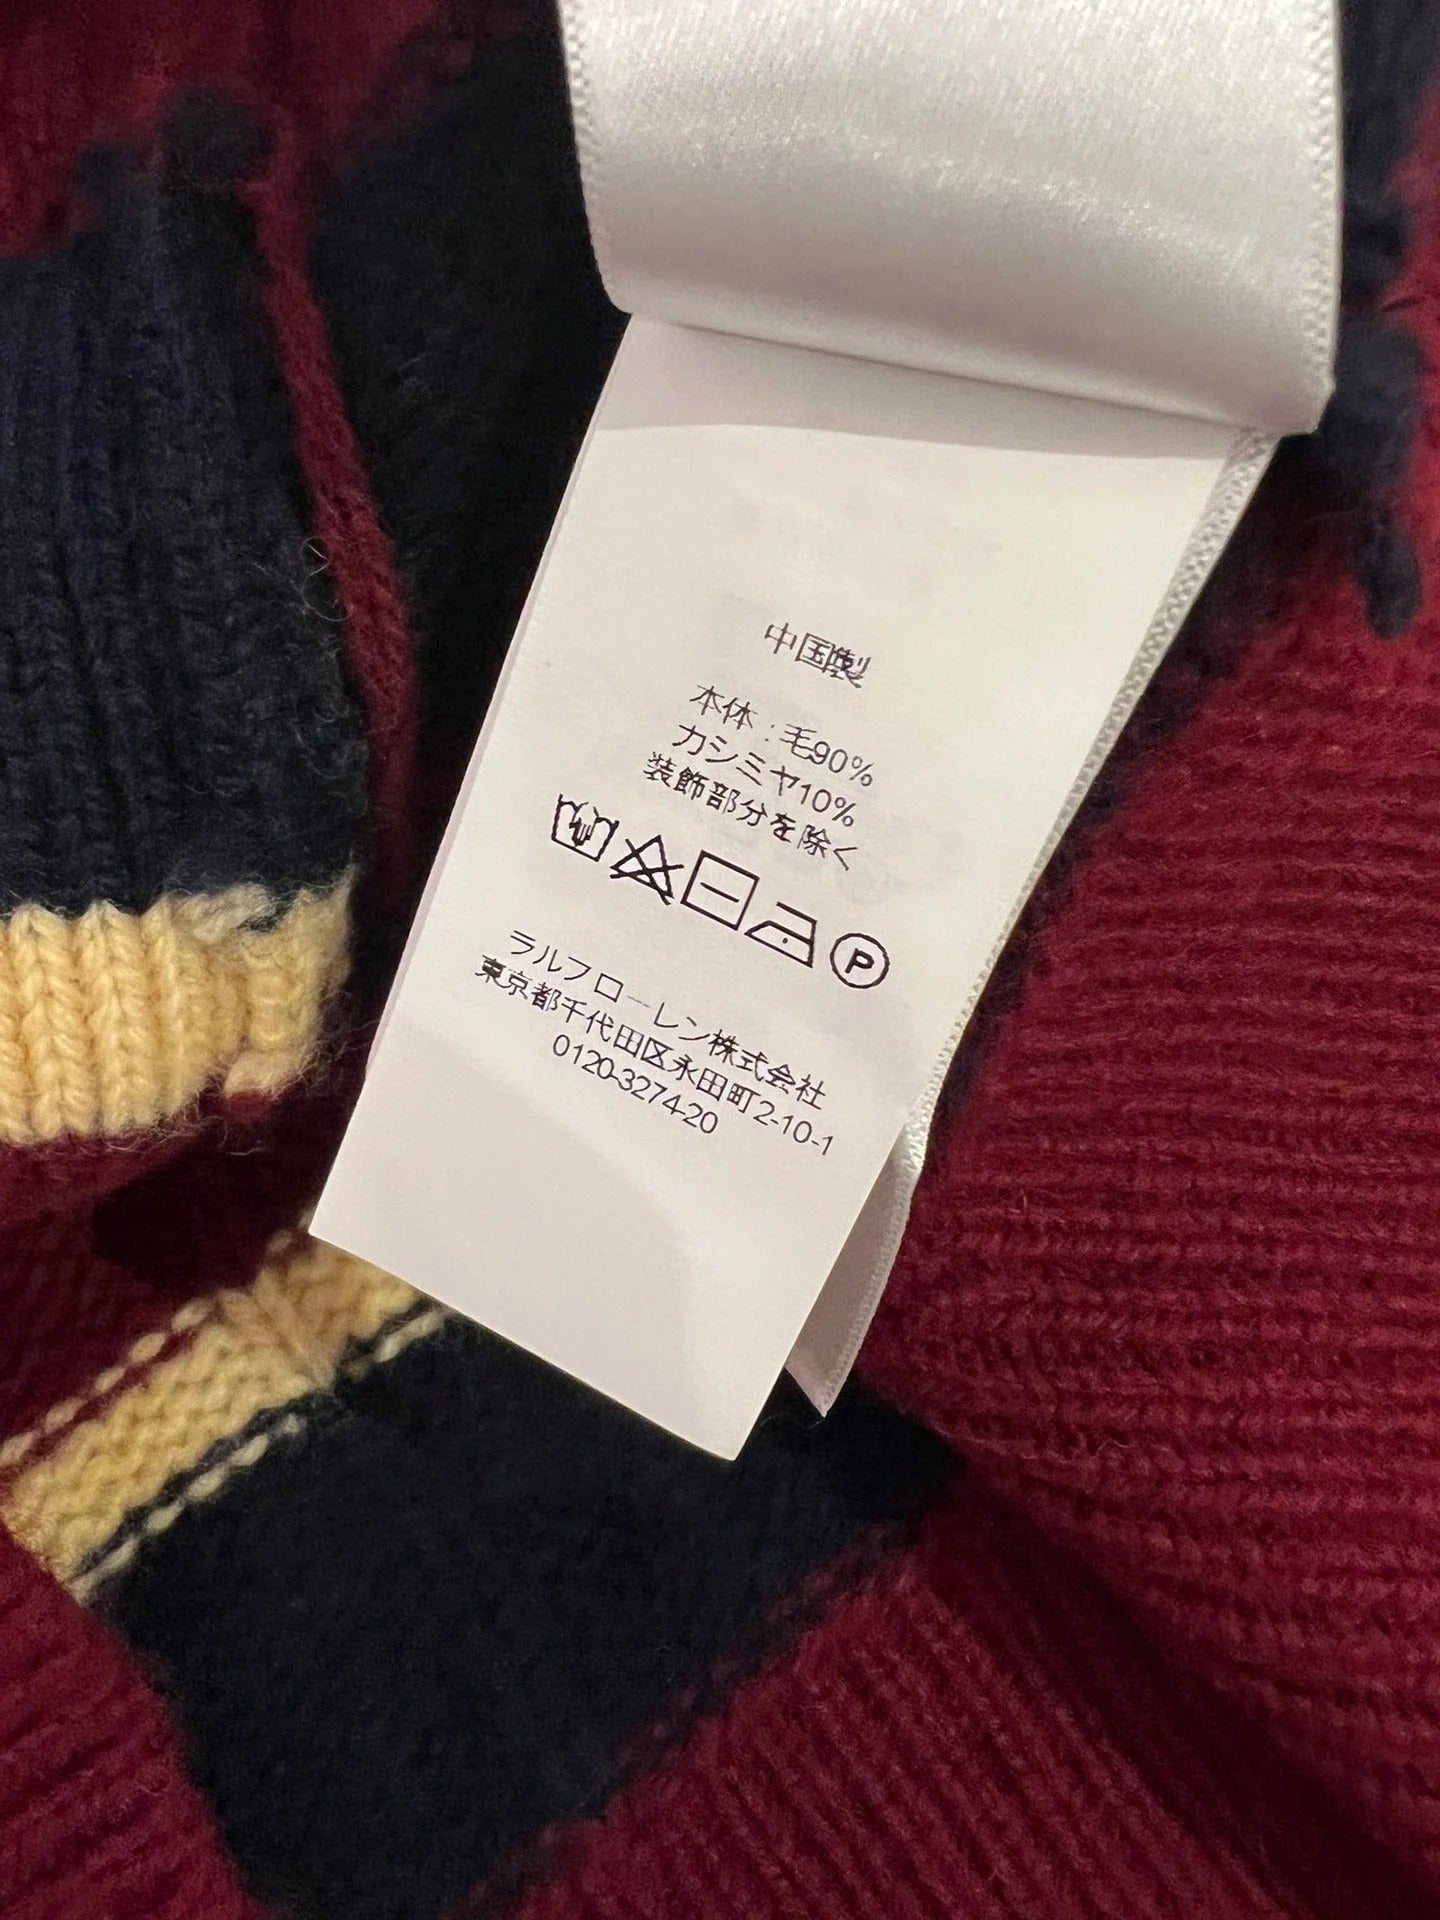 中国製
本体:毛90%
カシミヤ10%
装飾部分を除く
P
ラルフローレン株式会社
東京都千代田区永田町2-10-1
0120-3274-20